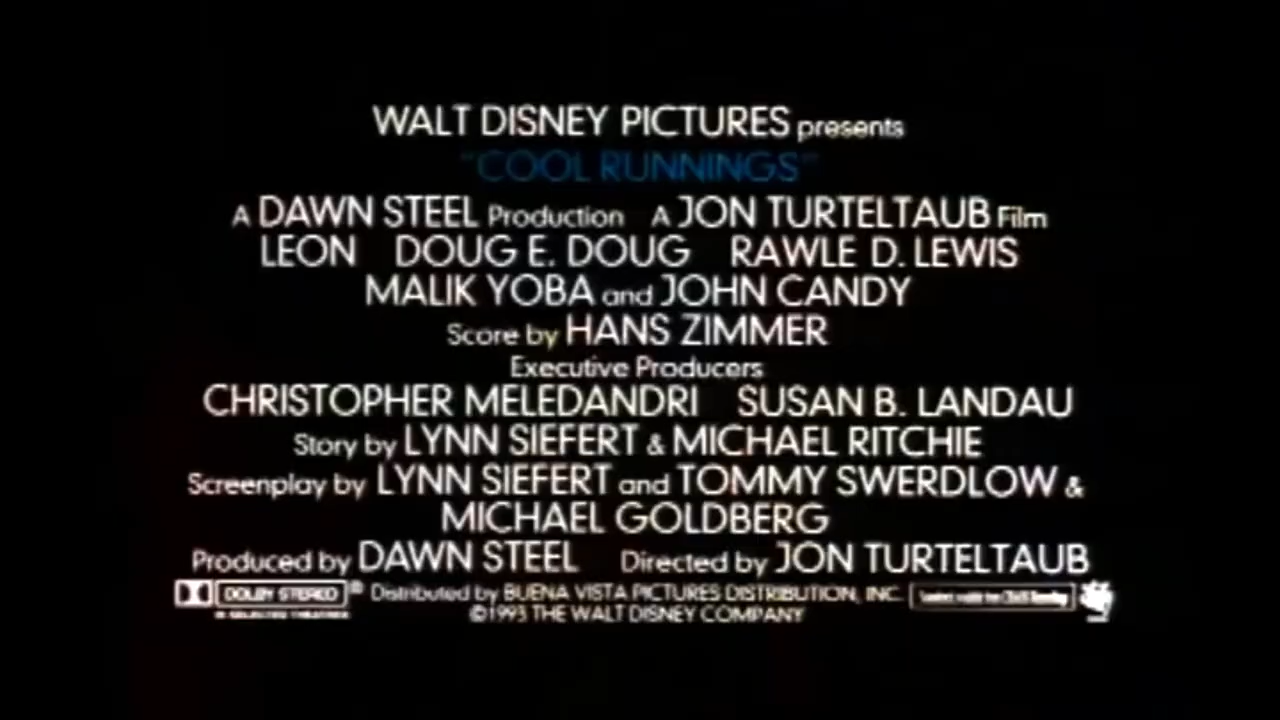 WALT DISNEY PICTURES presents
"COOL RUNNINGS"
A DAWN STEEL Production A JON TURTELTAUB Film
LEON DOUG E. DOUG RAWLE D. LEWIS
MALIK YOBA and JOHN CANDY
Score by HANS ZIMMER
Executive Producers
CHRISTOPHER MELEDANDRI SUSAN B. LANDAU
Story by LYNN SIEFERT & MICHAEL RITCHIE
Screenplay by LYNN SIEFERT and TOMMY SWERDLOW &
MICHAEL GOLDBERG
Produced by DAWN STEEL Directed by JON TURTELTAUB
DOLBY STEREO ® Distributed by BUENA VISTA PICTURES DISTRIBUTION, INC.
IN SELECTED THEATRES ©1993 THE WALT DISNEY COMPANY